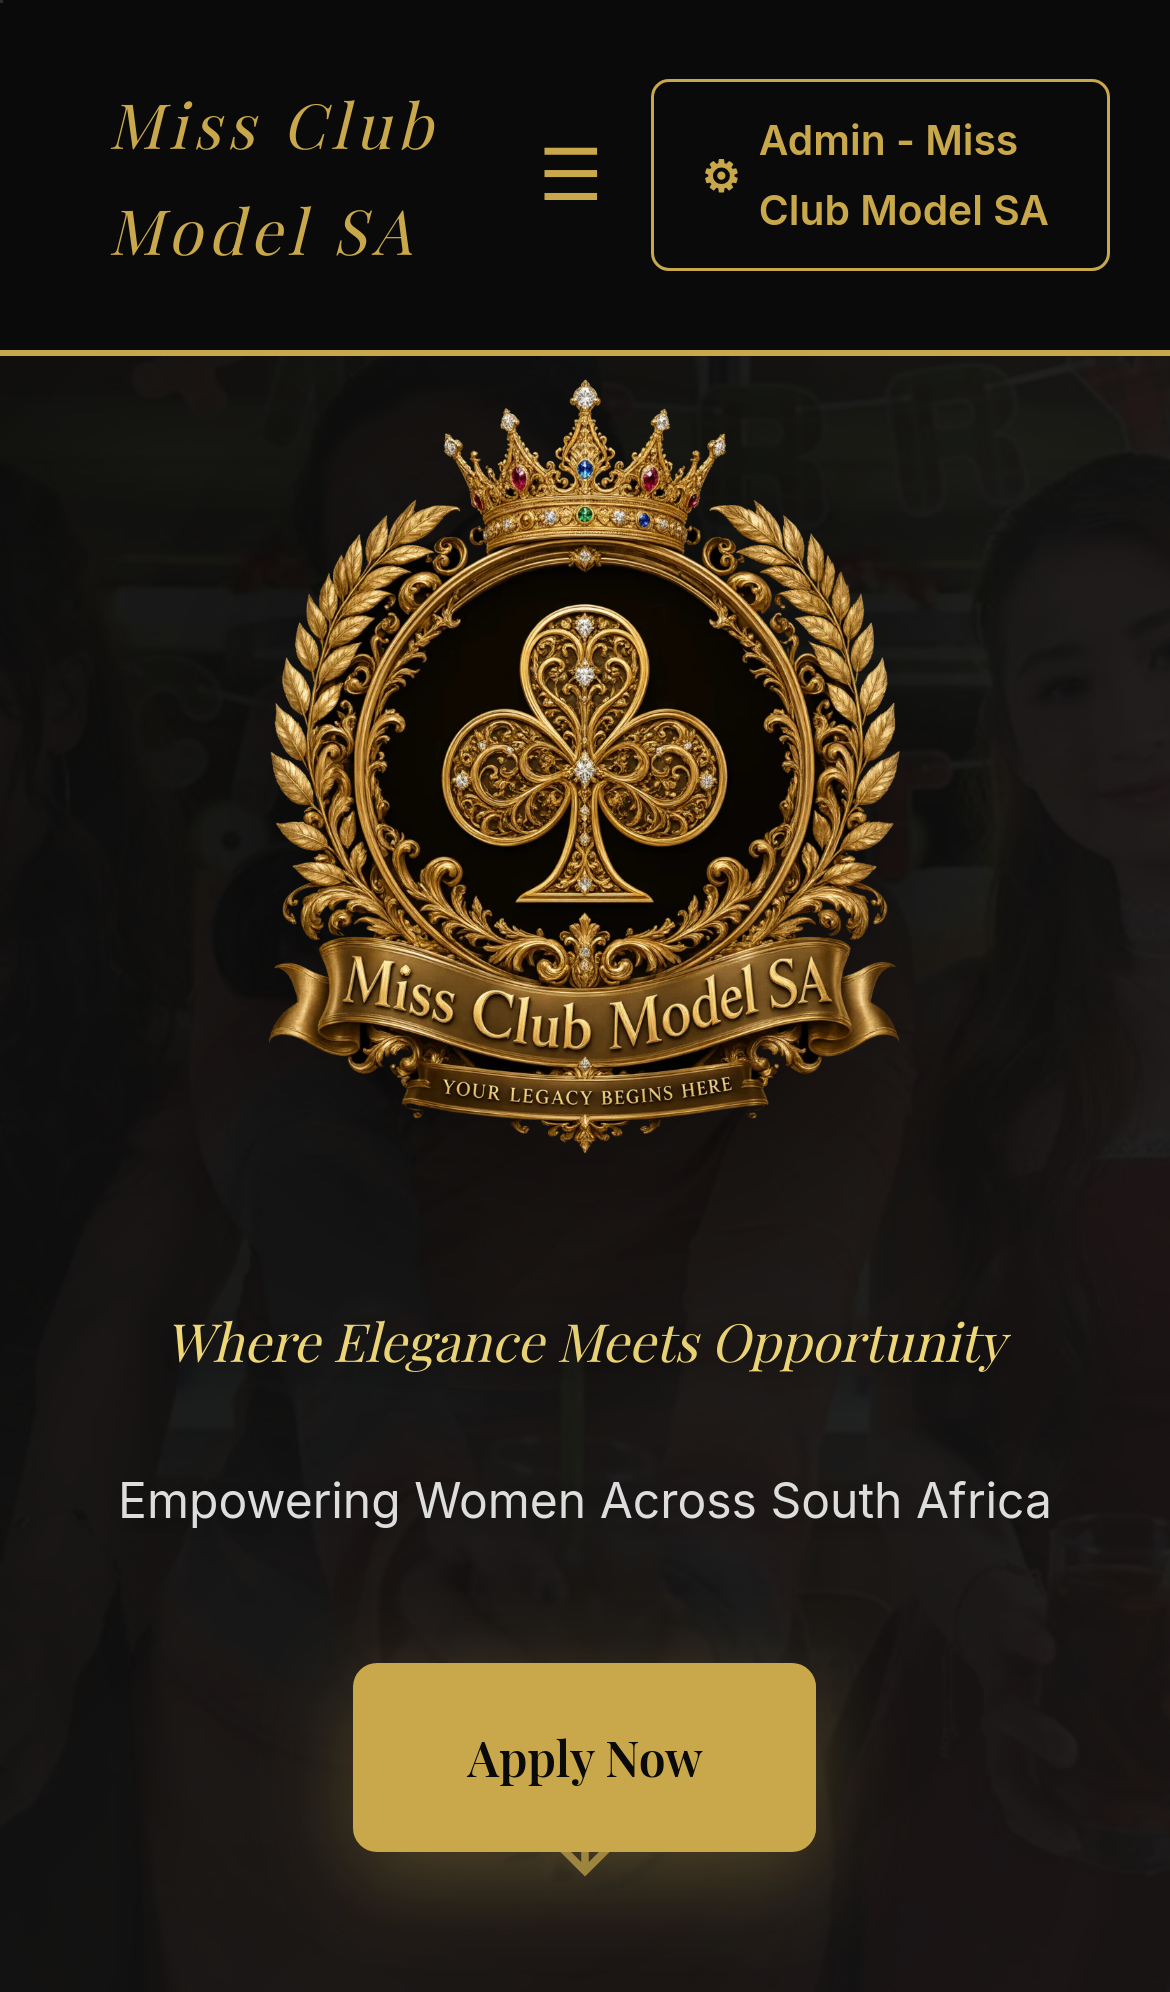 Miss Club
Model SA
Admin - Miss
Club Model SA
Miss Club Model SA
YOUR LEGACY BEGINS HERE
Where Elegance Meets Opportunity
Empowering Women Across South Africa
Apply Now